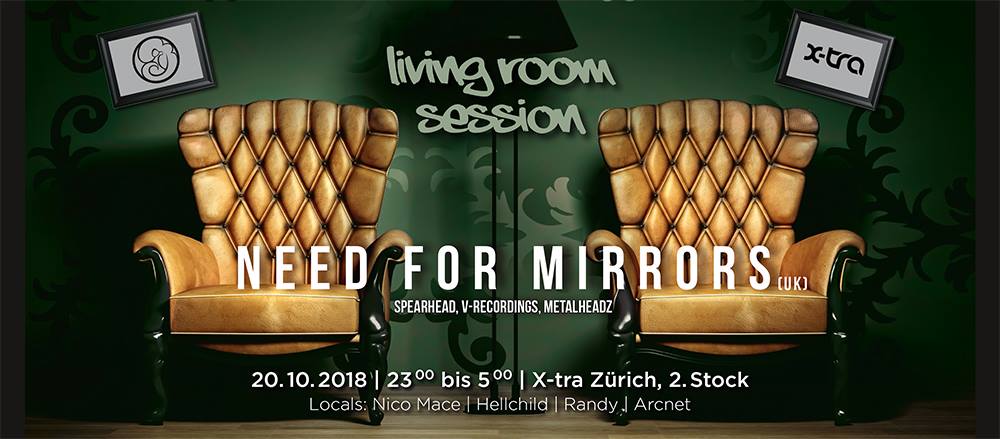 living room
session
x-tra
NEED FOR MIRRORS (UK)
SPEARHEAD, V-RECORDINGS, METALHEADZ
20.10.2018 | 23⁰⁰ bis 5⁰⁰ | X-tra Zürich, 2. Stock
Locals: Nico Mace | Hellchild | Randy | Arcnet